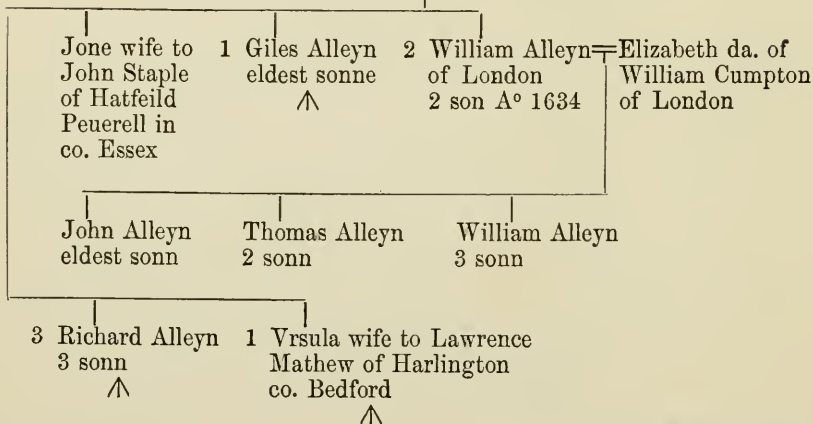 Jone wife to
John Staple
of Hatfeild
Peuerell in
co. Essex
1 Giles Alleyn
eldest sonne
2 William Alleyn
of London
2 son Aº 1634
Elizabeth da. of
William Cumpton
of London
John Alleyn
eldest sonn
Thomas Alleyn
2 sonn
William Alleyn
3 sonn
3 Richard Alleyn
3 sonn
1 Vrsula wife to Lawrence
Mathew of Harlington
co. Bedford